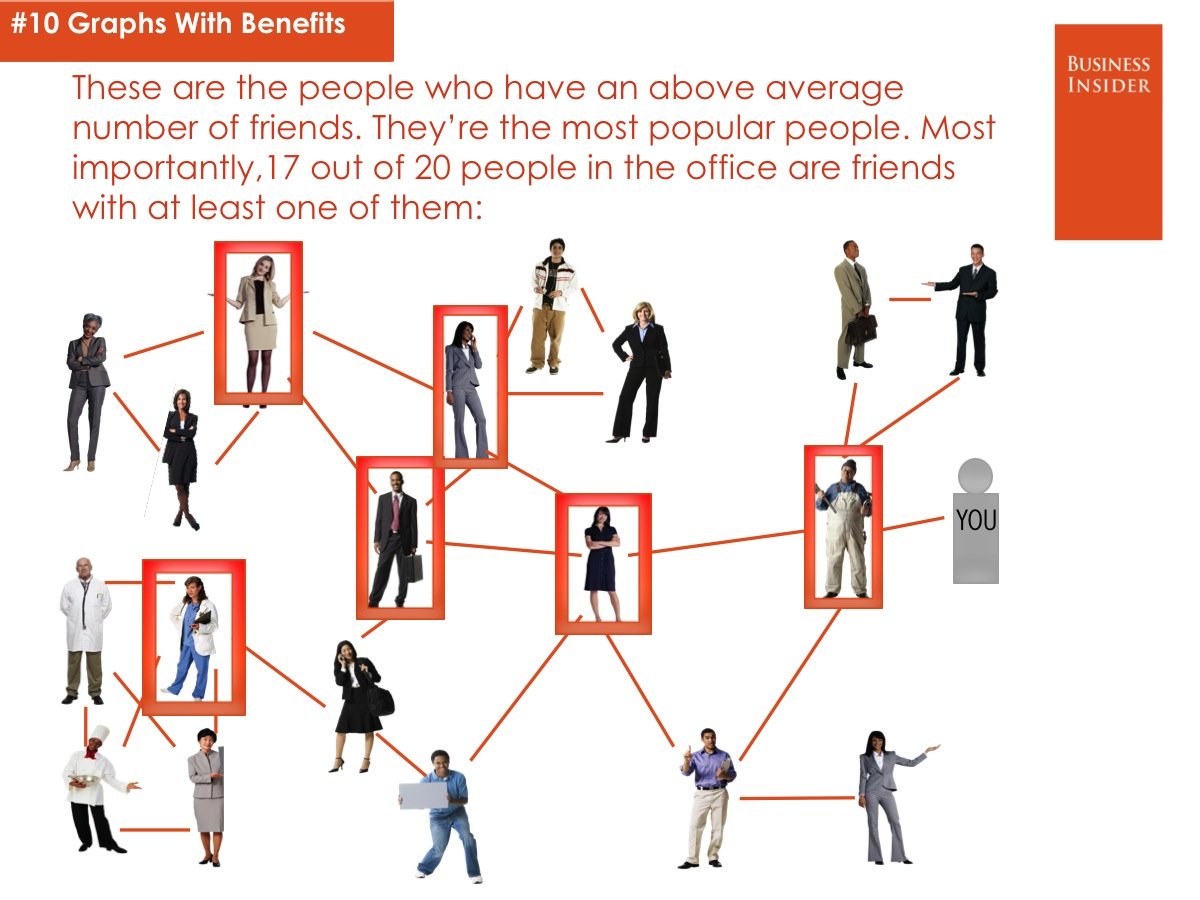 #10 Graphs With Benefits
BUSINESS
INSIDER
These are the people who have an above average
number of friends. They’re the most popular people. Most
importantly,17 out of 20 people in the office are friends
with at least one of them:
YOU